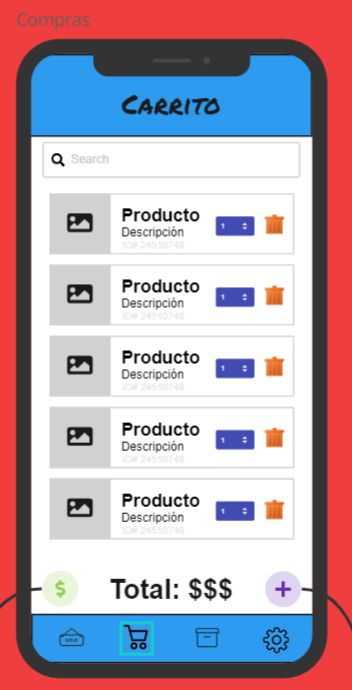 Compras
Carrito
Search
Producto
Descripción
ID# 24510748
1
Producto
Descripción
ID# 24510748
1
Producto
Descripción
ID# 24510748
1
Producto
Descripción
ID# 24510748
1
Producto
Descripción
ID# 24510748
1
$
Total: $$$
+